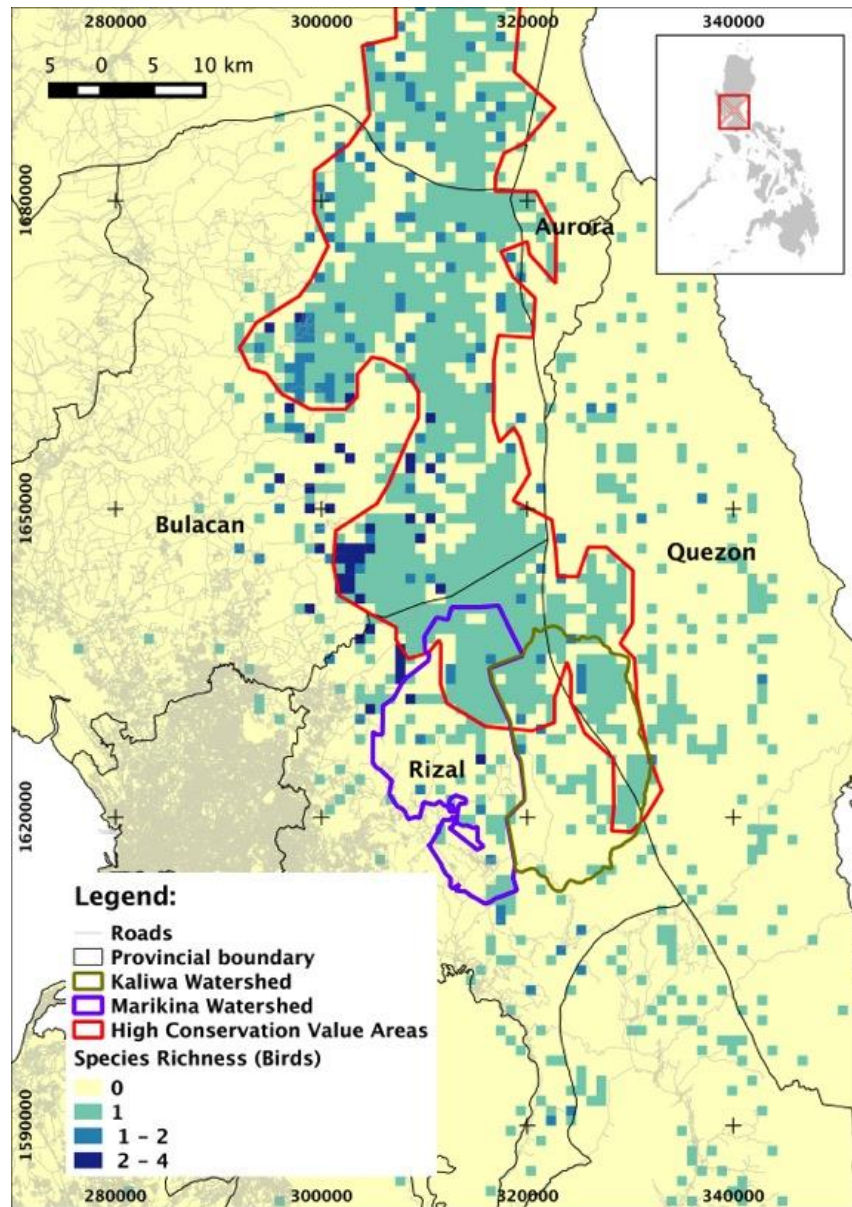 280000 300000 320000 340000
5 0 5 10 km
1680000
Aurora
1650000
Bulacan
Quezon
Rizal
1620000
Legend:
Roads
Provincial boundary
Kaliwa Watershed
Marikina Watershed
High Conservation Value Areas
Species Richness (Birds)
0
1
1 - 2
2 - 4
1590000
280000 300000 320000 340000